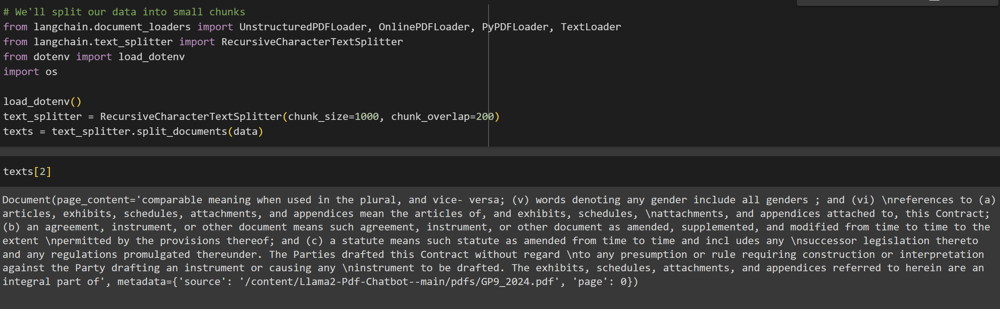 # We'll split our data into small chunks
from langchain.document_loaders import UnstructuredPDFLoader, OnlinePDFLoader, PyPDFLoader, TextLoader
from langchain.text_splitter import RecursiveCharacterTextSplitter
from dotenv import load_dotenv
import os
load_dotenv()
text_splitter = RecursiveCharacterTextSplitter(chunk_size=1000, chunk_overlap=200)
texts = text_splitter.split_documents(data)
texts[2]
Document(page_content='comparable meaning when used in the plural, and vice- versa; (v) words denoting any gender include all genders ; and (vi) \nreferences to (a)
articles, exhibits, schedules, attachments, and appendices mean the articles of, and exhibits, schedules, \nattachments, and appendices attached to, this Contract;
(b) an agreement, instrument, or other document means such agreement, instrument, or other document as amended, supplemented, and modified from time to time to the
extent \npermitted by the provisions thereof; and (c) a statute means such statute as amended from time to time and incl udes any \nsuccessor legislation thereto
and any regulations promulgated thereunder. The Parties drafted this Contract without regard \nto any presumption or rule requiring construction or interpretation
against the Party drafting an instrument or causing any \ninstrument to be drafted. The exhibits, schedules, attachments, and appendices referred to herein are an
integral part of', metadata={'source': '/content/Llama2-Pdf-Chatbot--main/pdfs/GP9_2024.pdf', 'page': 0})